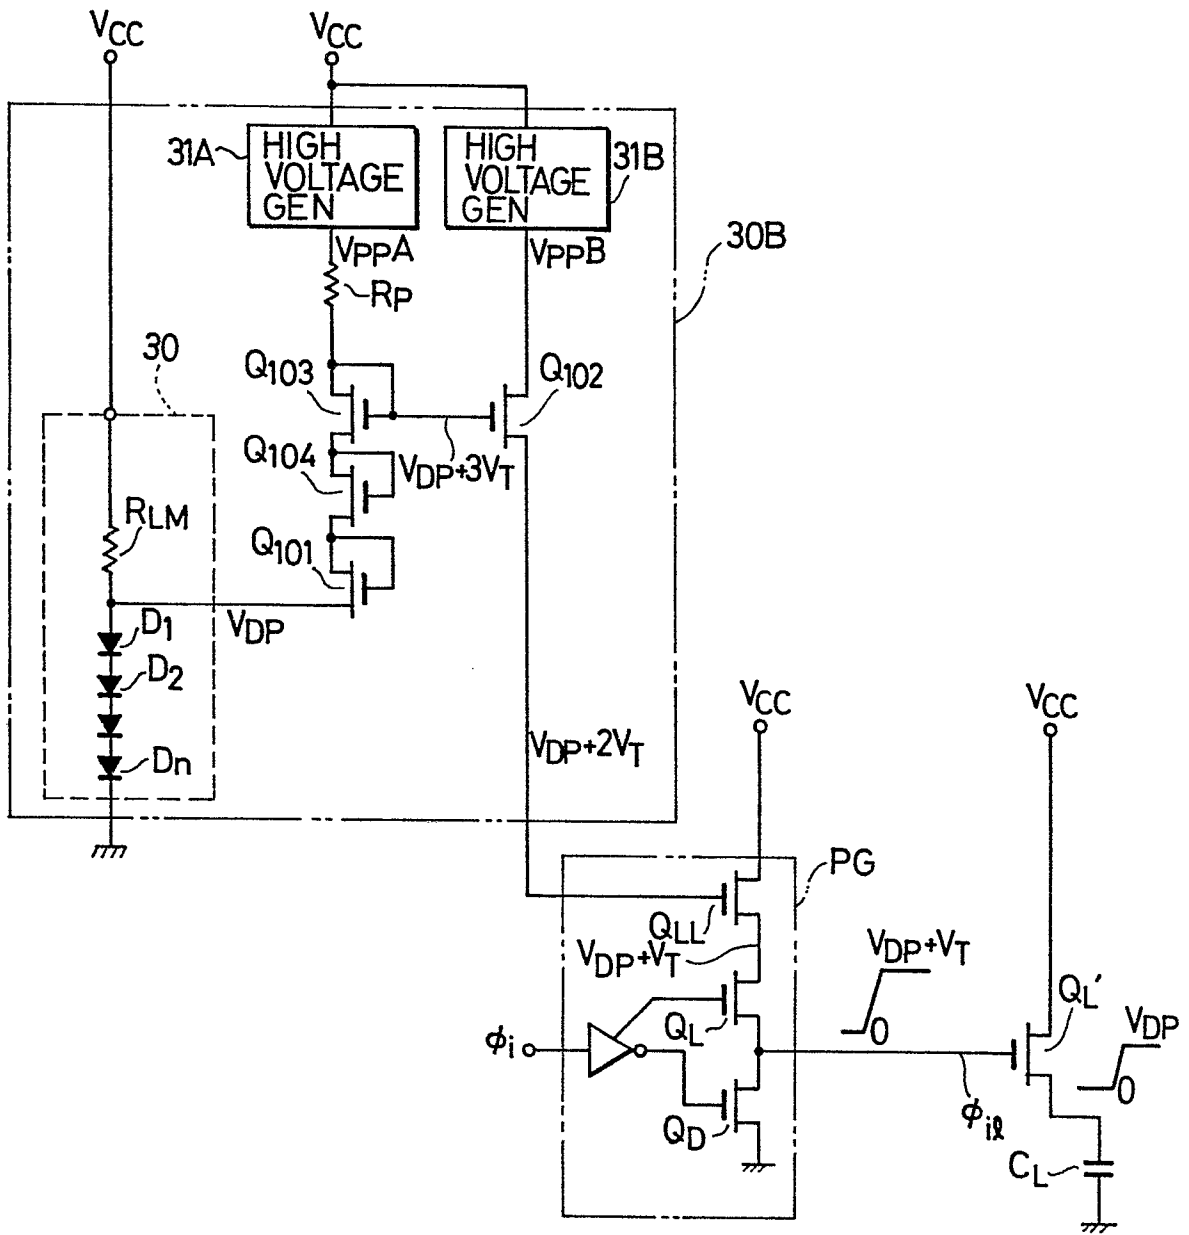 VCC
VCC
31A
HIGH
VOLTAGE
GEN
HIGH
VOLTAGE
GEN
31B
VPPA
VPPB
30B
RP
30
Q103
Q102
Q104
VDP+3VT
RLM
Q101
VDP
D1
D2
Dn
VDP+2VT
VCC
VCC
PG
QLL
VDP+VT
VDP+VT
QL
0
QL'
VDP
ϕi
0
QD
ϕiℓ
CL